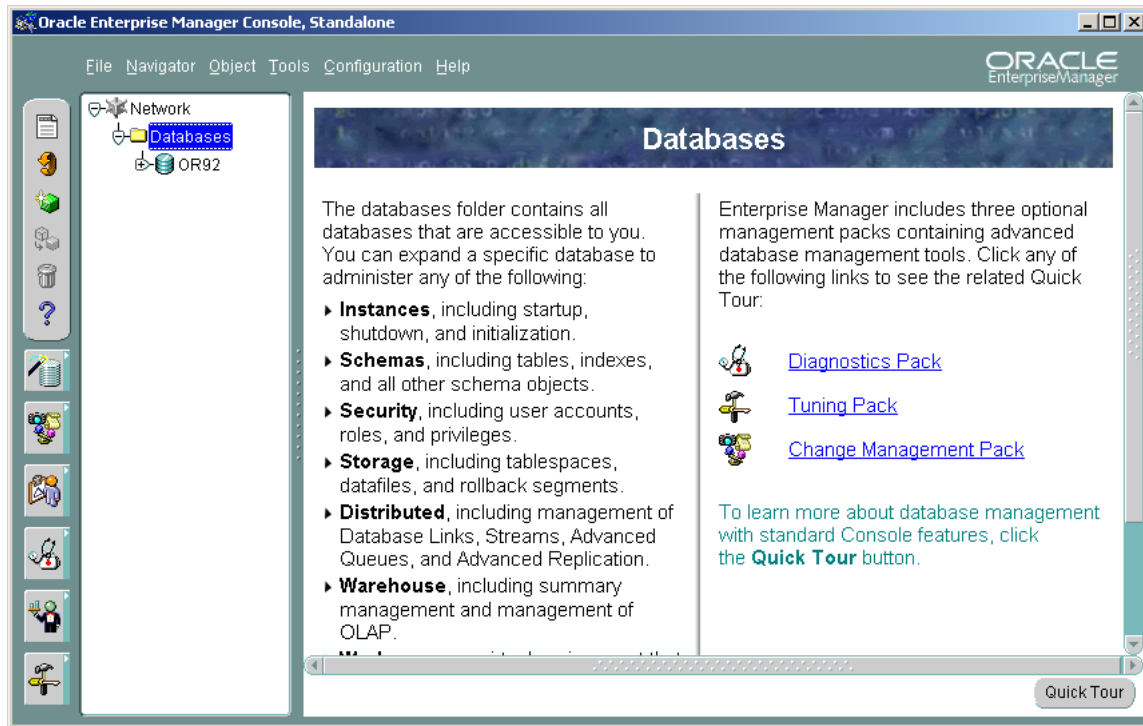 Oracle Enterprise Manager Console, Standalone
File Navigator Object Tools Configuration Help
ORACLE
EnterpriseManager
Network
Databases
OR92
Databases
The databases folder contains all
databases that are accessible to you.
You can expand a specific database to
administer any of the following:
Instances, including startup,
shutdown, and initialization.
Schemas, including tables, indexes,
and all other schema objects.
Security, including user accounts,
roles, and privileges.
Storage, including tablespaces,
datafiles, and rollback segments.
Distributed, including management of
Database Links, Streams, Advanced
Queues, and Advanced Replication.
Warehouse, including summary
management and management of
OLAP.
Enterprise Manager includes three optional
management packs containing advanced
database management tools. Click any of
the following links to see the related Quick
Tour:
Diagnostics Pack
Tuning Pack
Change Management Pack
To learn more about database management
with standard Console features, click
the Quick Tour button.
Quick Tour